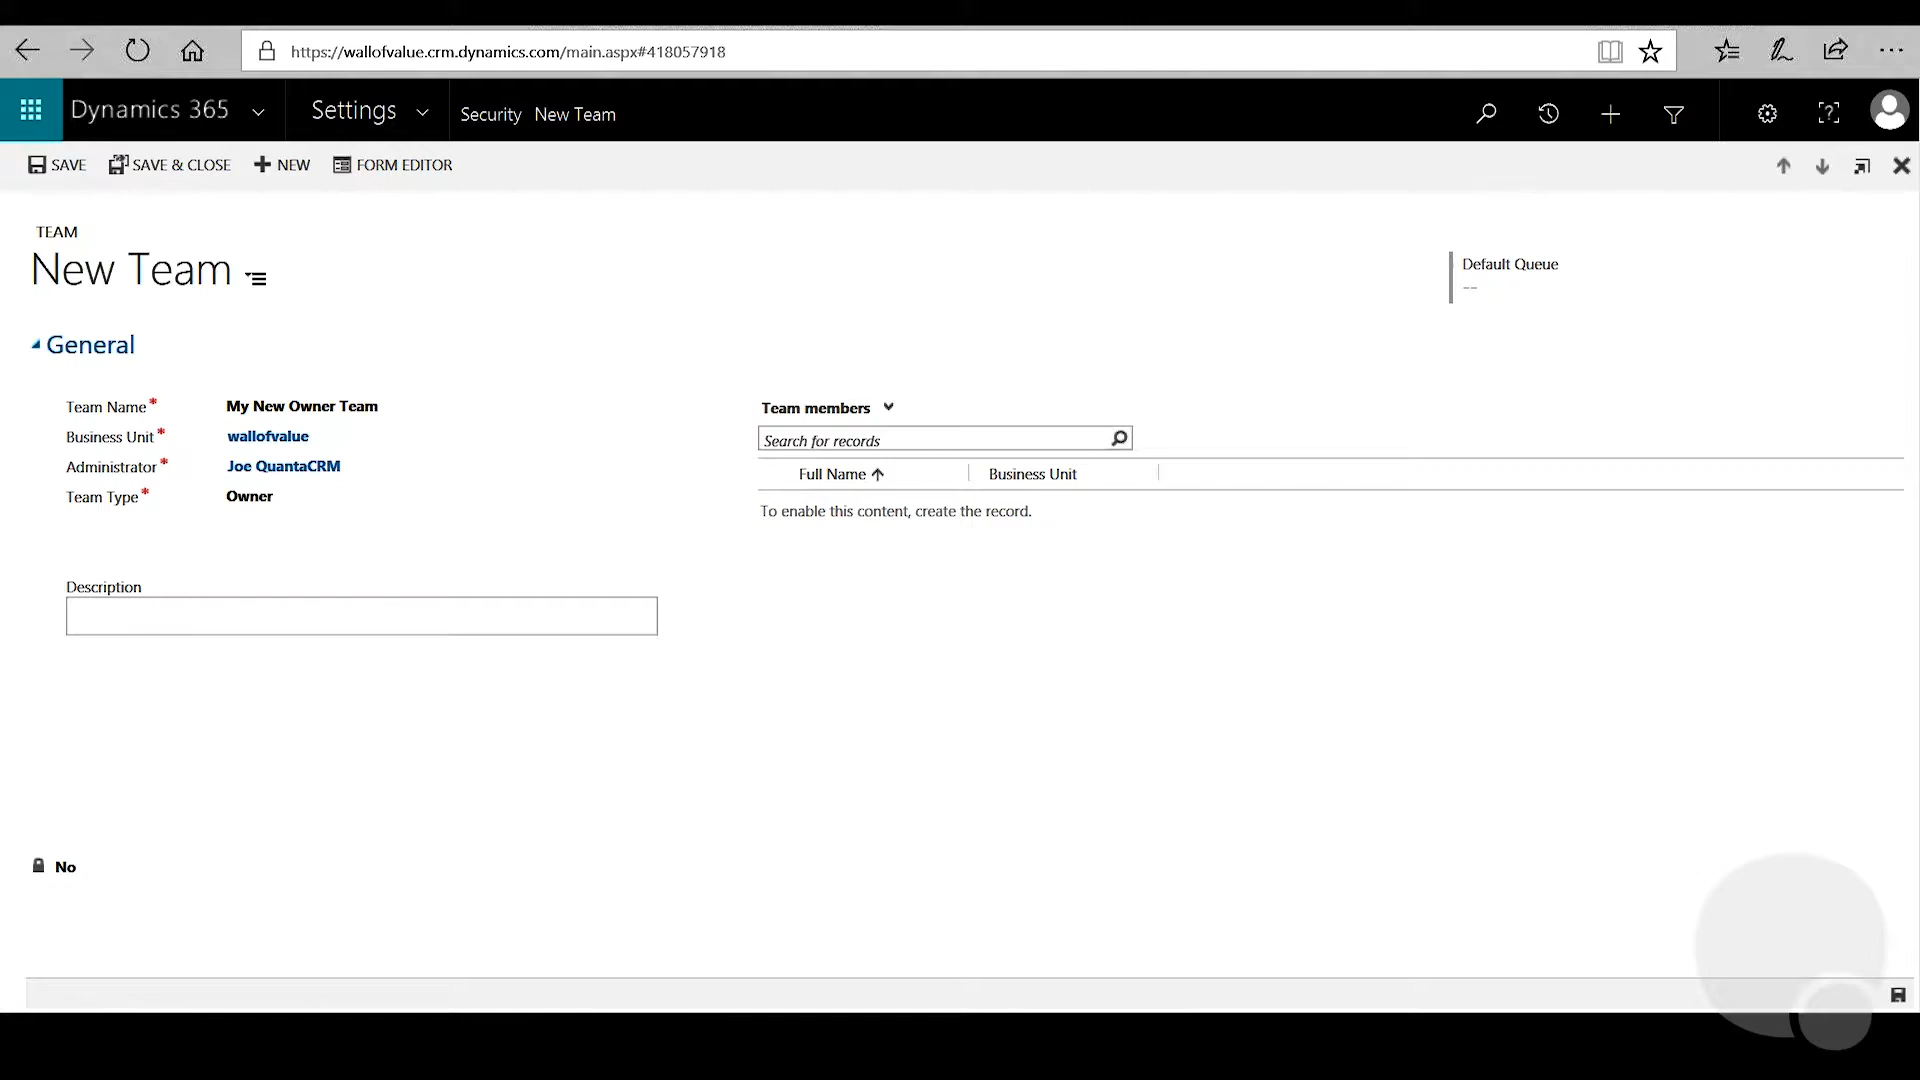 https://wallofvalue.crm.dynamics.com/main.aspx#418057918
Dynamics 365 Settings Security New Team
SAVE SAVE & CLOSE NEW FORM EDITOR
TEAM
New Team
Default Queue
--
General
Team Name* My New Owner Team
Business Unit* wallofvalue
Administrator* Joe QuantaCRM
Team Type* Owner
Team members
Search for records
Full Name Business Unit
To enable this content, create the record.
Description
No